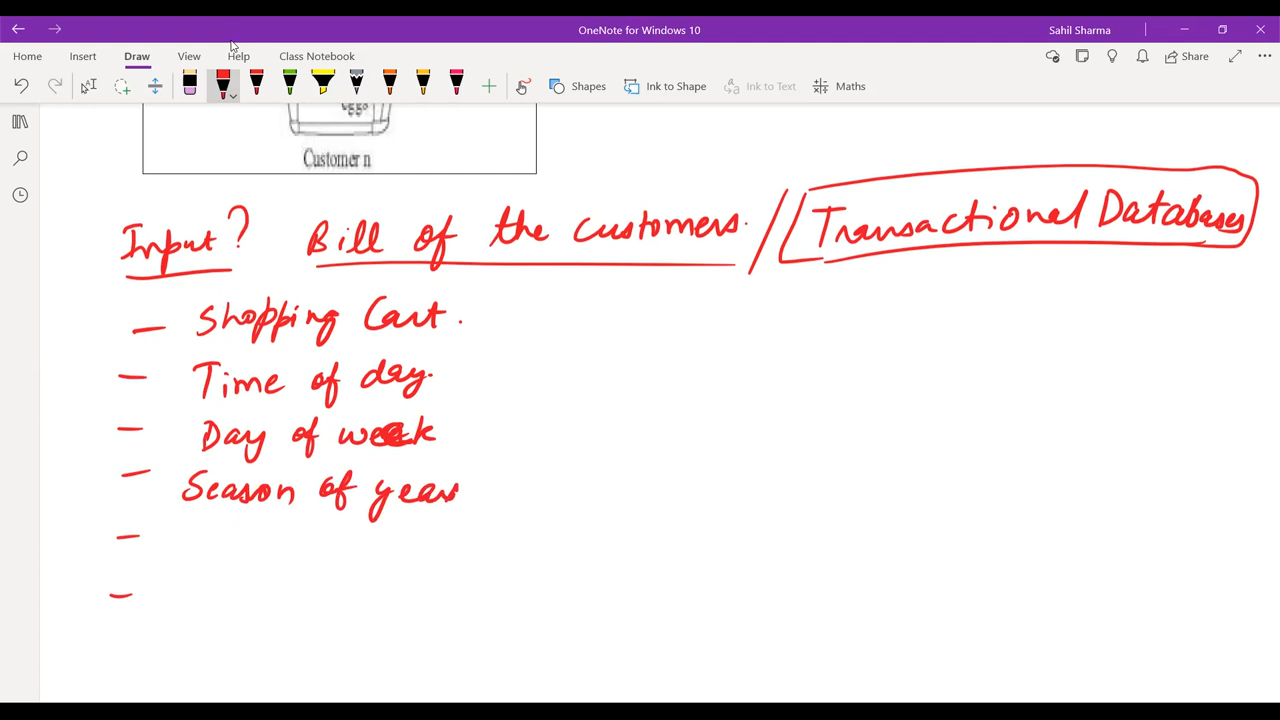 OneNote for Windows 10
Sahil Sharma
Home Insert Draw View Help Class Notebook
Share
Shapes Ink to Shape Ink to Text Maths
eggs
Customer n
Input? Bill of the customers. // Transactional Databases
— Shopping Cart.
— Time of day.
— Day of week
— Season of year
—
—